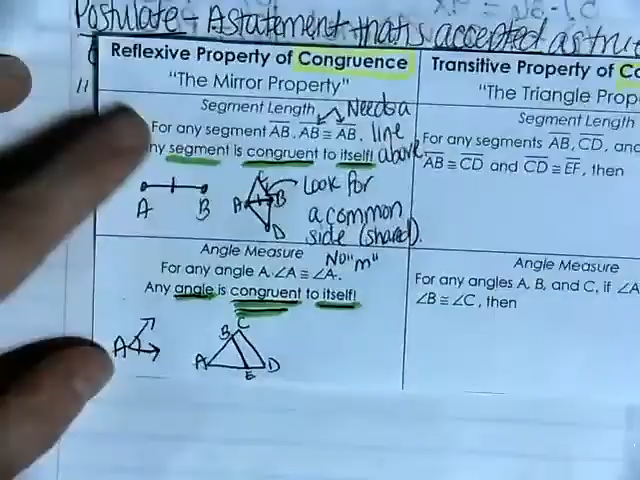 Postulate - A statement that is accepted as true
Reflexive Property of Congruence
"The Mirror Property"
Segment Length
Needs a
line
above
For any segment AB, AB ≅ AB.
ny segment is congruent to itself!
A B
A B D
Look for
a common
side (shared).
Angle Measure
No "m"
For any angle A, ∠A ≅ ∠A.
Any angle is congruent to itself!
A
A B C D E
Transitive Property of Co
"The Triangle Prop
Segment Length
For any segments AB, CD, and
AB ≅ CD and CD ≅ EF, then
Angle Measure
For any angles A, B, and C, if ∠A
∠B ≅ ∠C, then